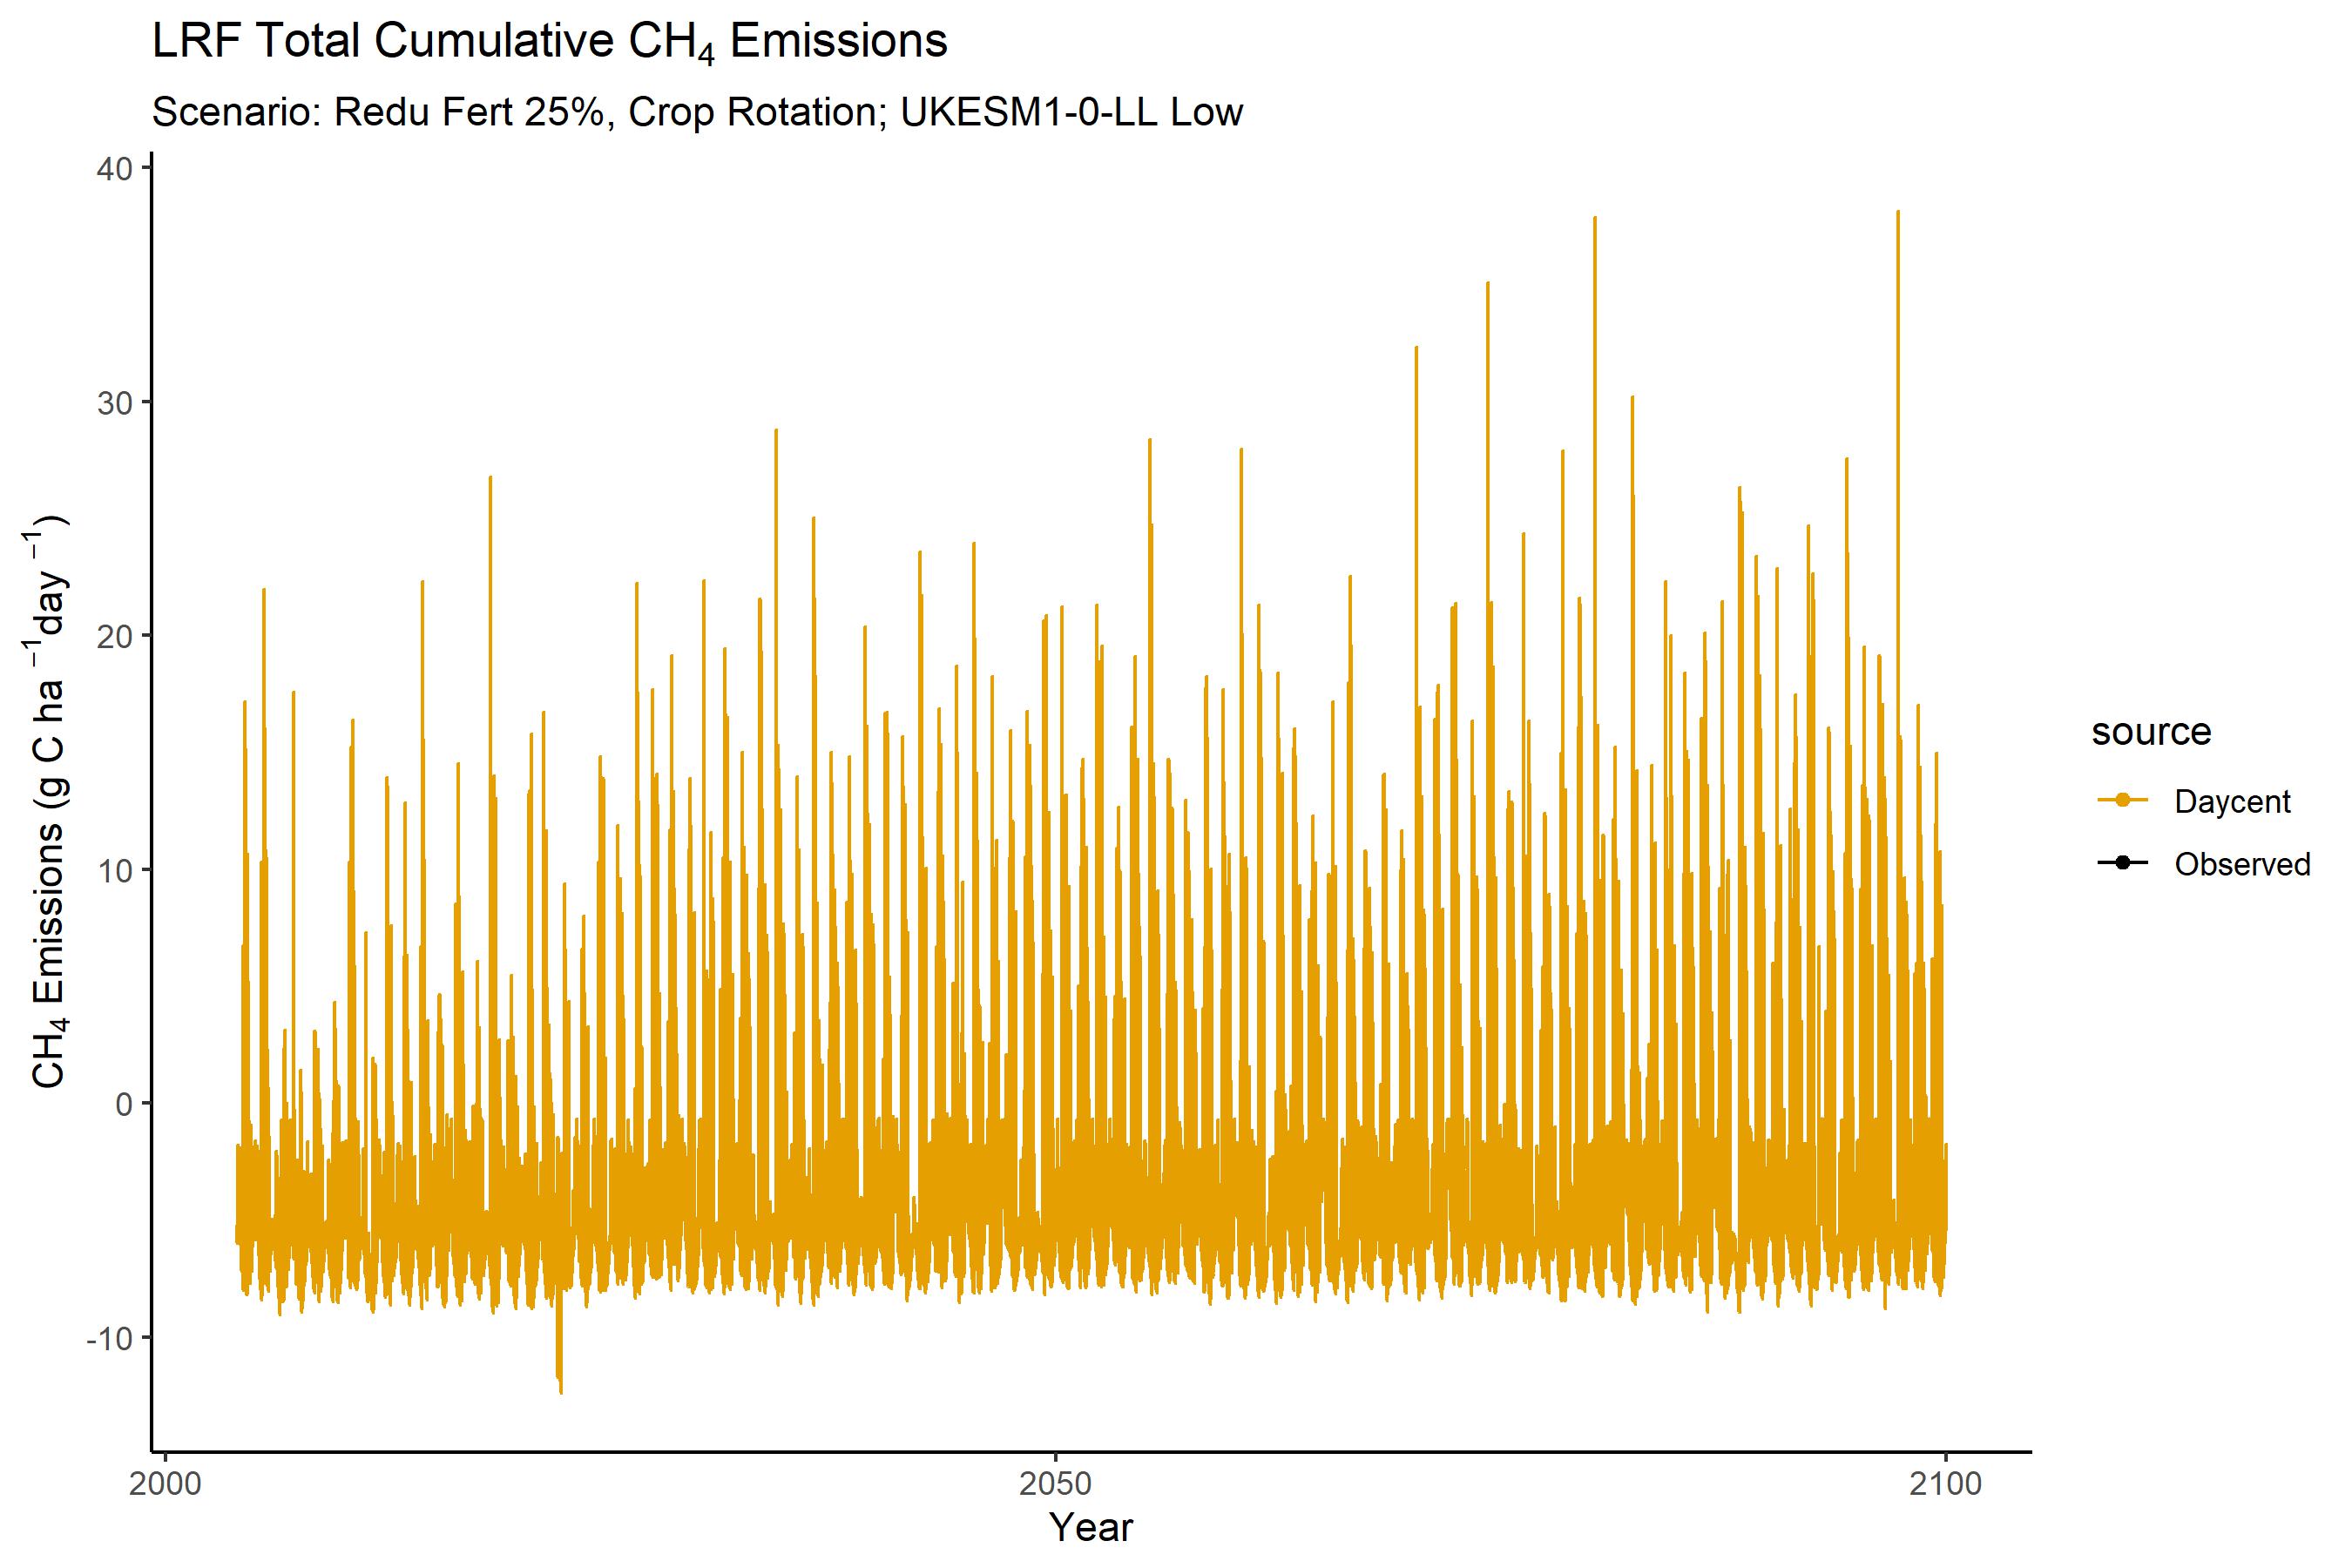 LRF Total Cumulative CH₄ Emissions
Scenario: Redu Fert 25%, Crop Rotation; UKESM1-0-LL Low
CH₄ Emissions (g C ha ⁻¹day ⁻¹)
40
30
20
10
0
-10
2000
2050
2100
Year
source
Daycent
Observed